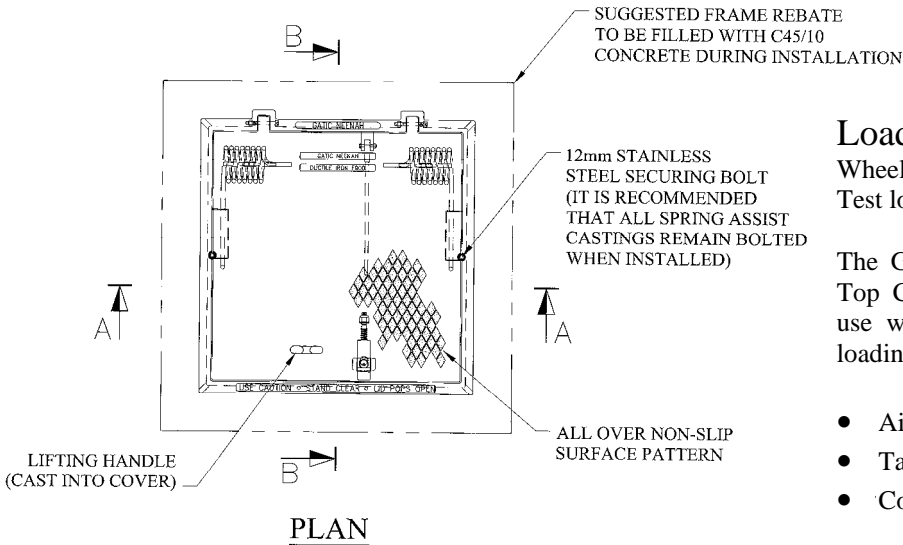 SUGGESTED FRAME REBATE
TO BE FILLED WITH C45/10
CONCRETE DURING INSTALLATION
B
GATIC NEENAH
GATIC NEENAH
DUCTILE IRON
12mm STAINLESS
STEEL SECURING BOLT
(IT IS RECOMMENDED
THAT ALL SPRING ASSIST
CASTINGS REMAIN BOLTED
WHEN INSTALLED)
A
A
USE CAUTION o STAND CLEAR o LID POPS OPEN
ALL OVER NON-SLIP
SURFACE PATTERN
LIFTING HANDLE
(CAST INTO COVER)
B
PLAN
Load
Wheel
Test lo
The C
Top C
use w
loadin
• Ai
• Ta
• Co